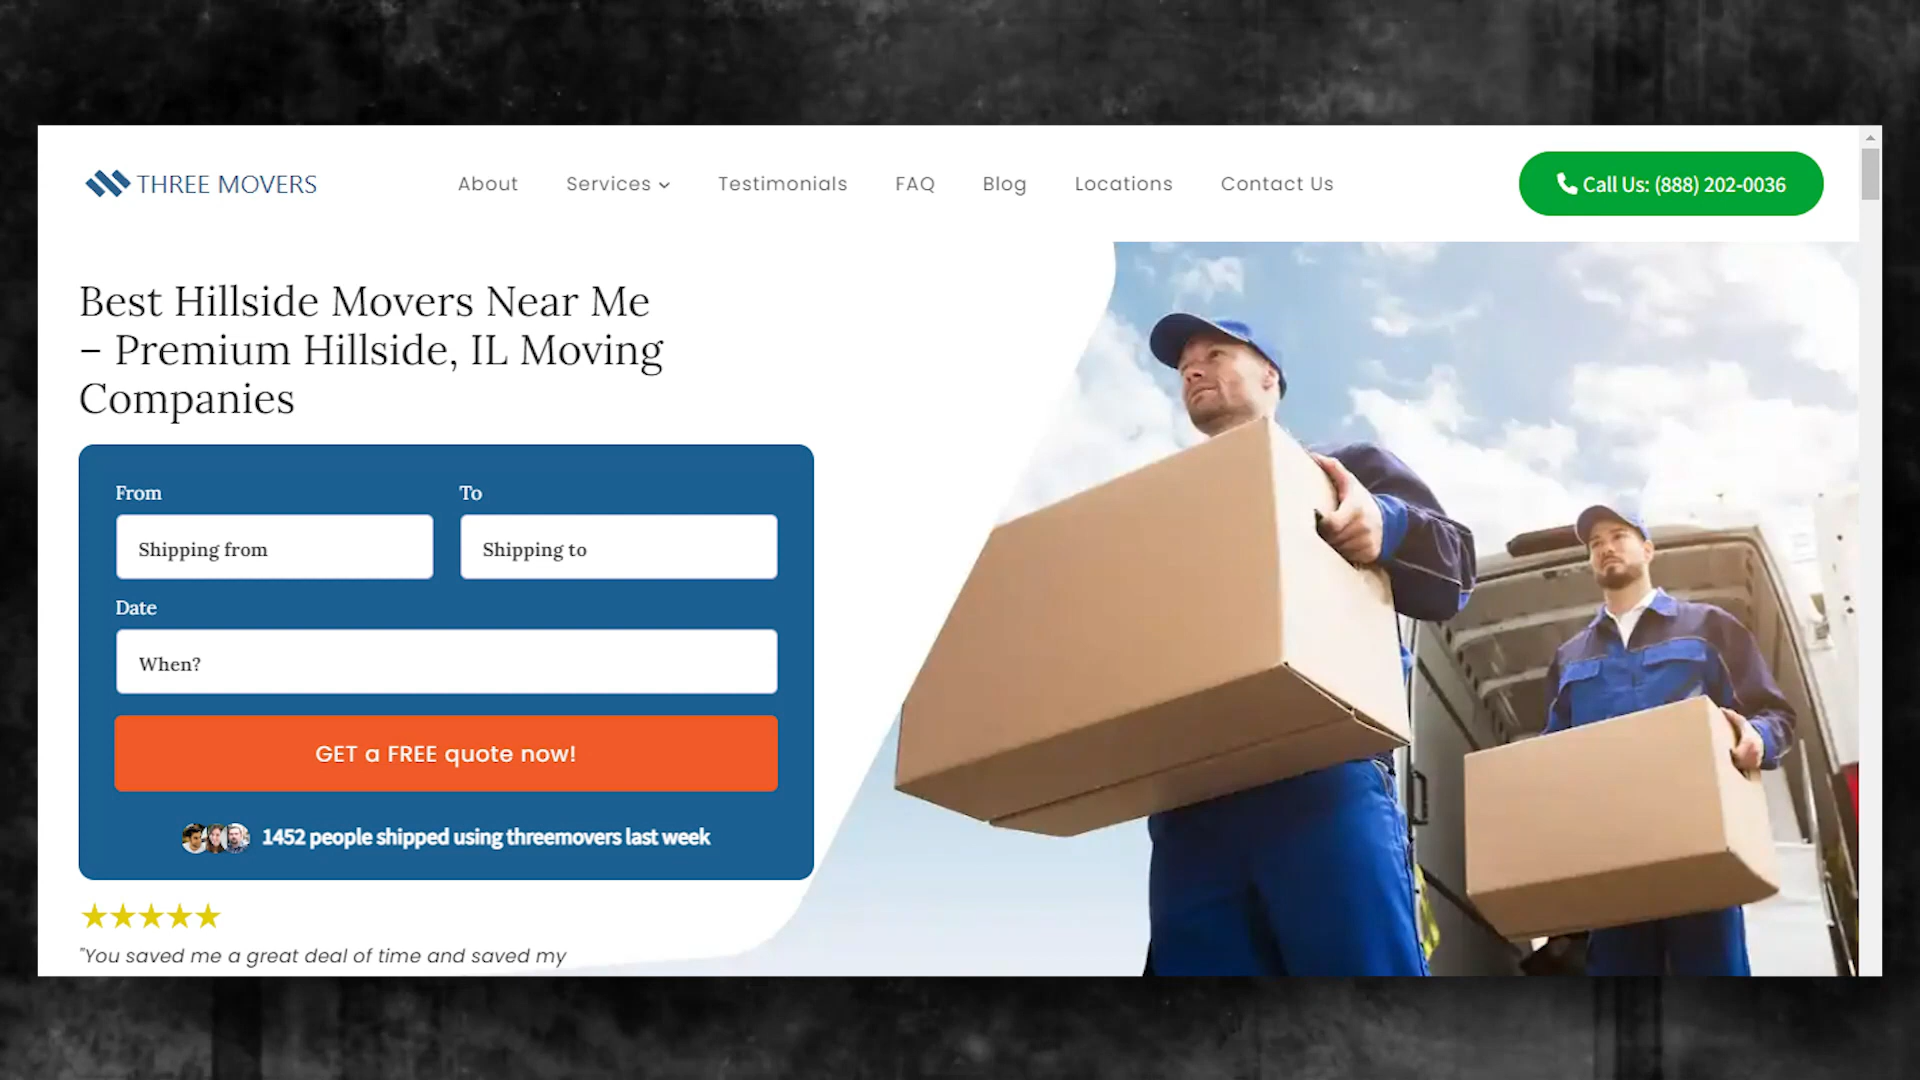 THREE MOVERS
About
Services
Testimonials
FAQ
Blog
Locations
Contact Us
Call Us: (888) 202-0036
Best Hillside Movers Near Me
– Premium Hillside, IL Moving
Companies
From
To
Shipping from
Shipping to
Date
When?
GET a FREE quote now!
1452 people shipped using threemovers last week
"You saved me a great deal of time and saved my